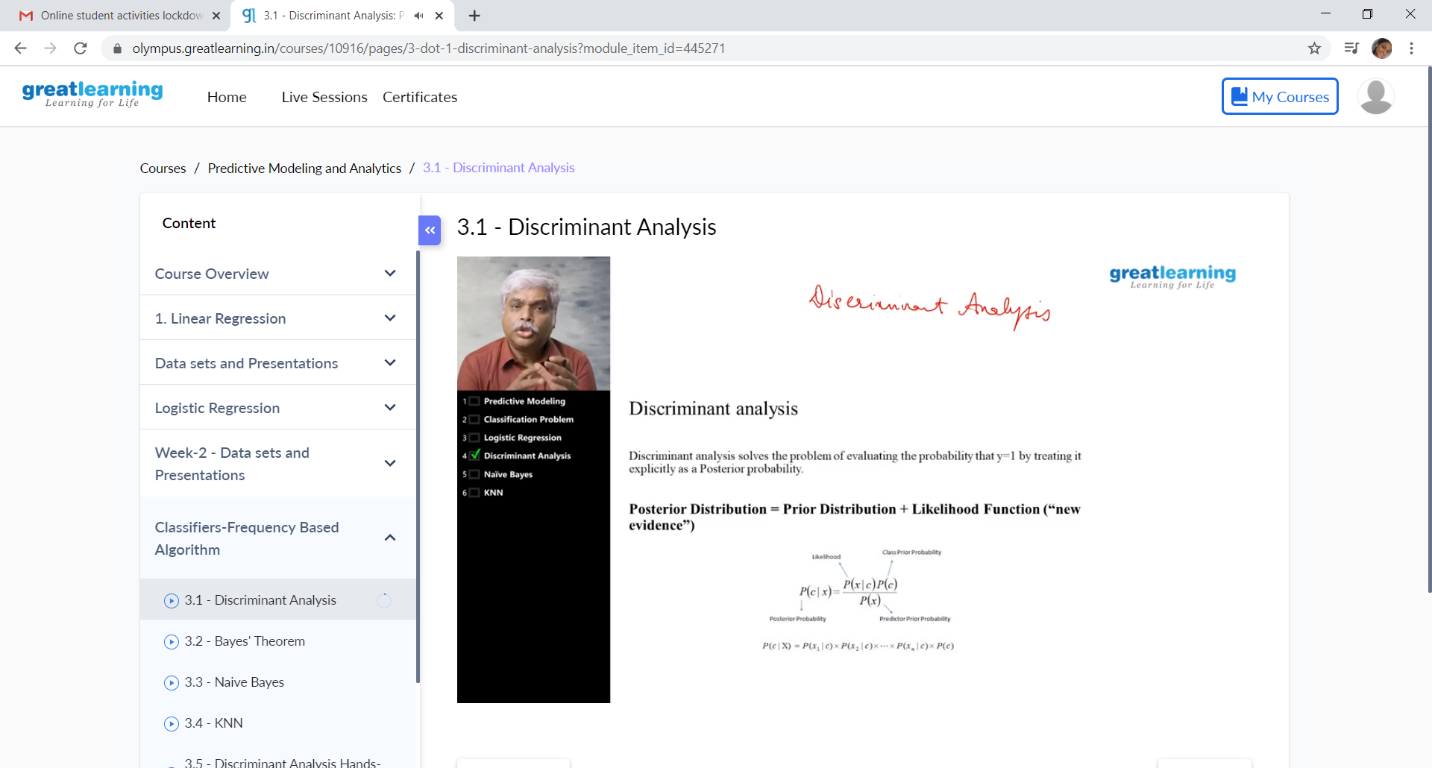 Online student activities lockdow
3.1 - Discriminant Analysis: P
olympus.greatlearning.in/courses/10916/pages/3-dot-1-discriminant-analysis?module_item_id=445271
greatlearning
Learning for Life
Home
Live Sessions
Certificates
My Courses
Courses / Predictive Modeling and Analytics / 3.1 - Discriminant Analysis
Content
Course Overview
1. Linear Regression
Data sets and Presentations
Logistic Regression
Week-2 - Data sets and
Presentations
Classifiers-Frequency Based
Algorithm
3.1 - Discriminant Analysis
3.2 - Bayes' Theorem
3.3 - Naive Bayes
3.4 - KNN
3.5 - Discriminant Analysis Hands-
3.1 - Discriminant Analysis
1 Predictive Modeling
2 Classification Problem
3 Logistic Regression
4 Discriminant Analysis
5 Naïve Bayes
6 KNN
Discriminant Analysis
greatlearning
Learning for Life
Discriminant analysis
Discriminant analysis solves the problem of evaluating the probability that y=1 by treating it
explicitly as a Posterior probability.
Posterior Distribution = Prior Distribution + Likelihood Function (“new
evidence”)
Likelihood
Class Prior Probability
P(c|x) = P(x|c)P(c) / P(x)
Posterior Probability
Predictor Prior Probability
P(c|X) = P(x₁|c) × P(x₂|c) × ··· × P(xₙ|c) × P(c)